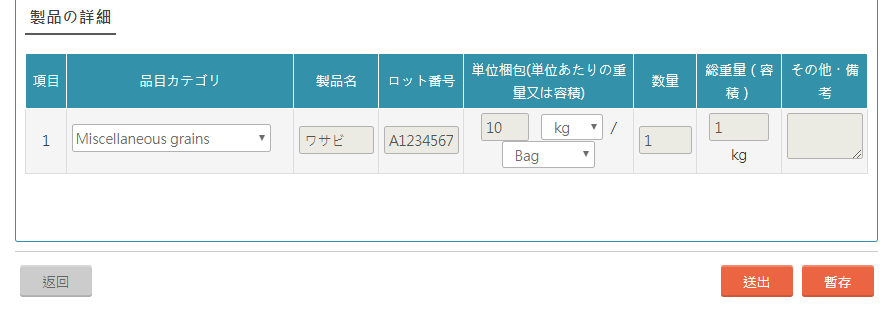 製品の詳細
項目 品目カテゴリ 製品名 ロット番号 単位梱包(単位あたりの重 数量 総重量（容 その他・備
量又は容積) 積） 考
1 Miscellaneous grains ワサビ A1234567 10 kg / 1 1
Bag kg
返回 送出 暫存